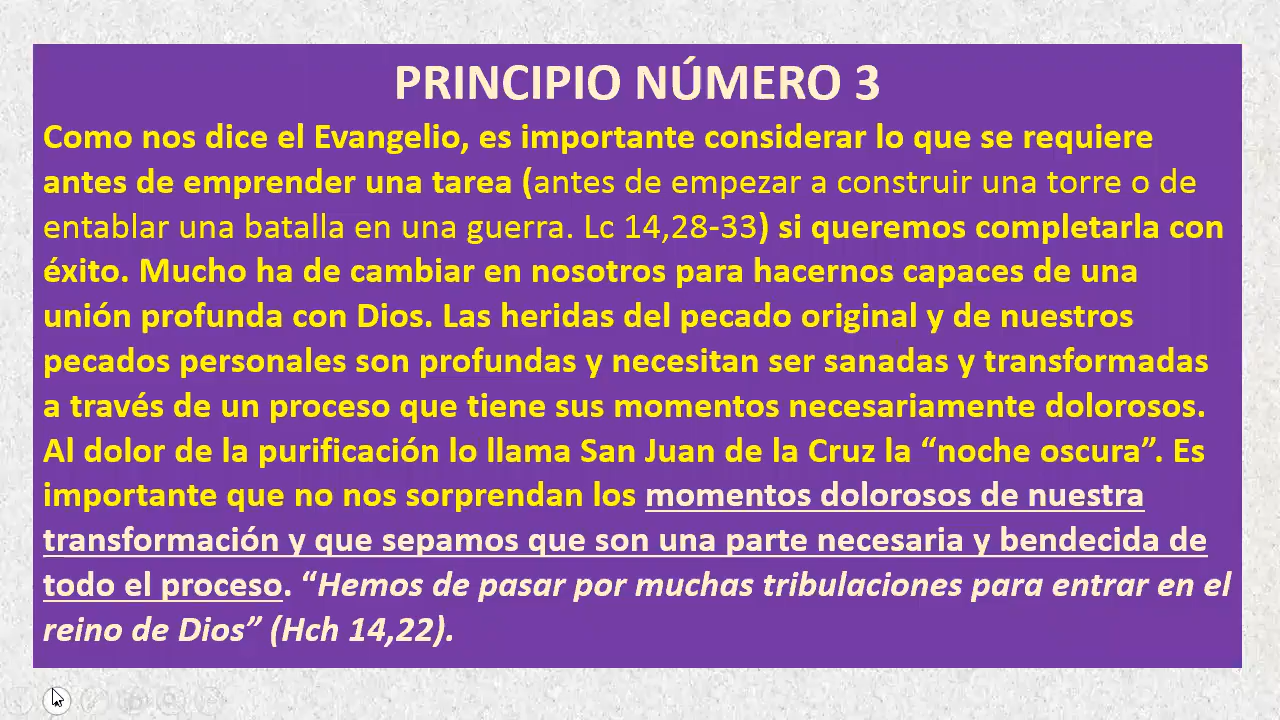 PRINCIPIO NÚMERO 3
Como nos dice el Evangelio, es importante considerar lo que se requiere
antes de emprender una tarea (antes de empezar a construir una torre o de
entablar una batalla en una guerra. Lc 14,28-33) si queremos completarla con
éxito. Mucho ha de cambiar en nosotros para hacernos capaces de una
unión profunda con Dios. Las heridas del pecado original y de nuestros
pecados personales son profundas y necesitan ser sanadas y transformadas
a través de un proceso que tiene sus momentos necesariamente dolorosos.
Al dolor de la purificación lo llama San Juan de la Cruz la “noche oscura”. Es
importante que no nos sorprendan los momentos dolorosos de nuestra
transformación y que sepamos que son una parte necesaria y bendecida de
todo el proceso. “Hemos de pasar por muchas tribulaciones para entrar en el
reino de Dios” (Hch 14,22).